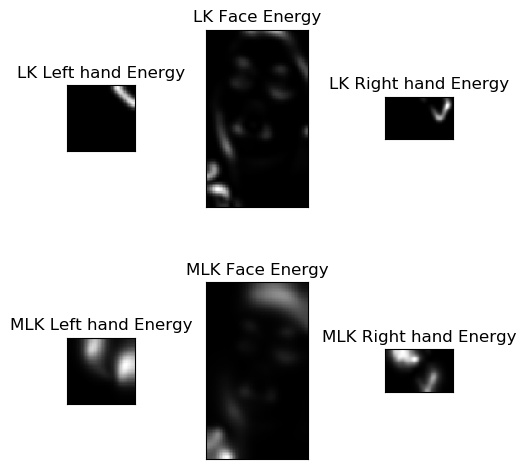 LK Face Energy
LK Left hand Energy
LK Right hand Energy
MLK Face Energy
MLK Left hand Energy
MLK Right hand Energy